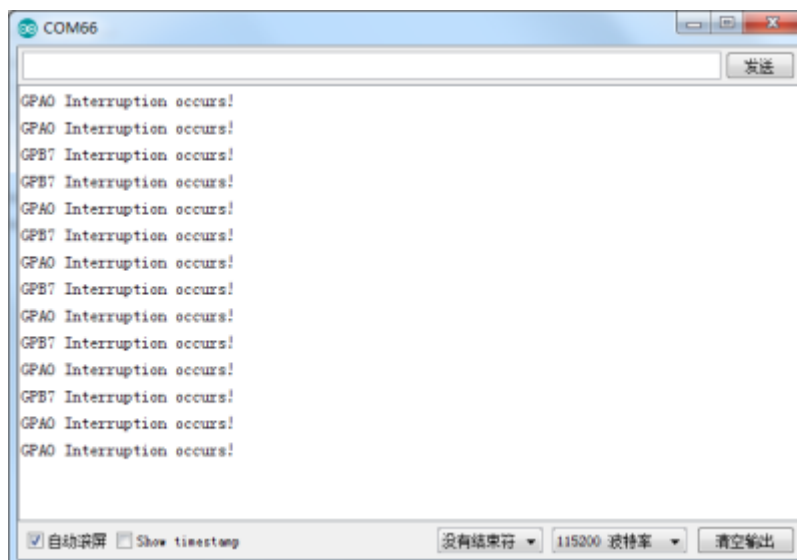 COM66
发送
GPA0 Interruption occurs!
GPA0 Interruption occurs!
GPB7 Interruption occurs!
GPB7 Interruption occurs!
GPA0 Interruption occurs!
GPB7 Interruption occurs!
GPA0 Interruption occurs!
GPB7 Interruption occurs!
GPA0 Interruption occurs!
GPB7 Interruption occurs!
GPA0 Interruption occurs!
GPB7 Interruption occurs!
GPA0 Interruption occurs!
GPA0 Interruption occurs!
自动滚屏 Show timestamp 没有结束符 115200 波特率 清空输出